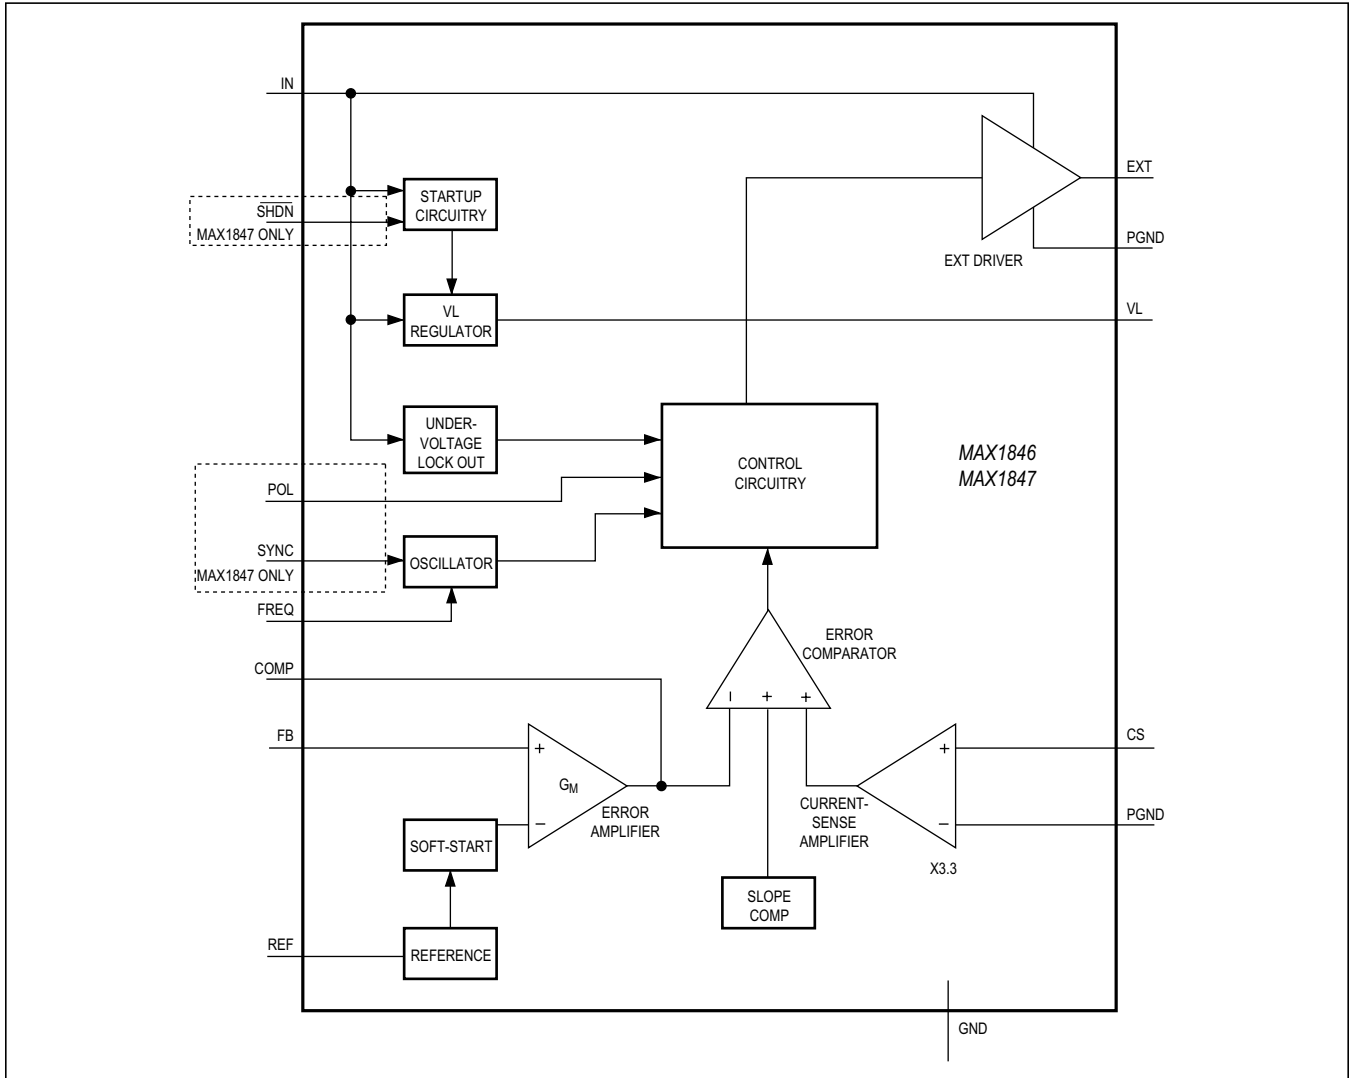 IN
STARTUP
CIRCUITRY
SHDN
MAX1847 ONLY
EXT
PGND
EXT DRIVER
VL
REGULATOR
VL
UNDER-
VOLTAGE
LOCK OUT
CONTROL
CIRCUITRY
MAX1846
MAX1847
POL
SYNC
MAX1847 ONLY
OSCILLATOR
FREQ
ERROR
COMPARATOR
COMP
− + +
FB
+
GM
−
ERROR
AMPLIFIER
CURRENT-
SENSE
AMPLIFIER
+
−
X3.3
CS
PGND
SOFT-START
SLOPE
COMP
REF
REFERENCE
GND